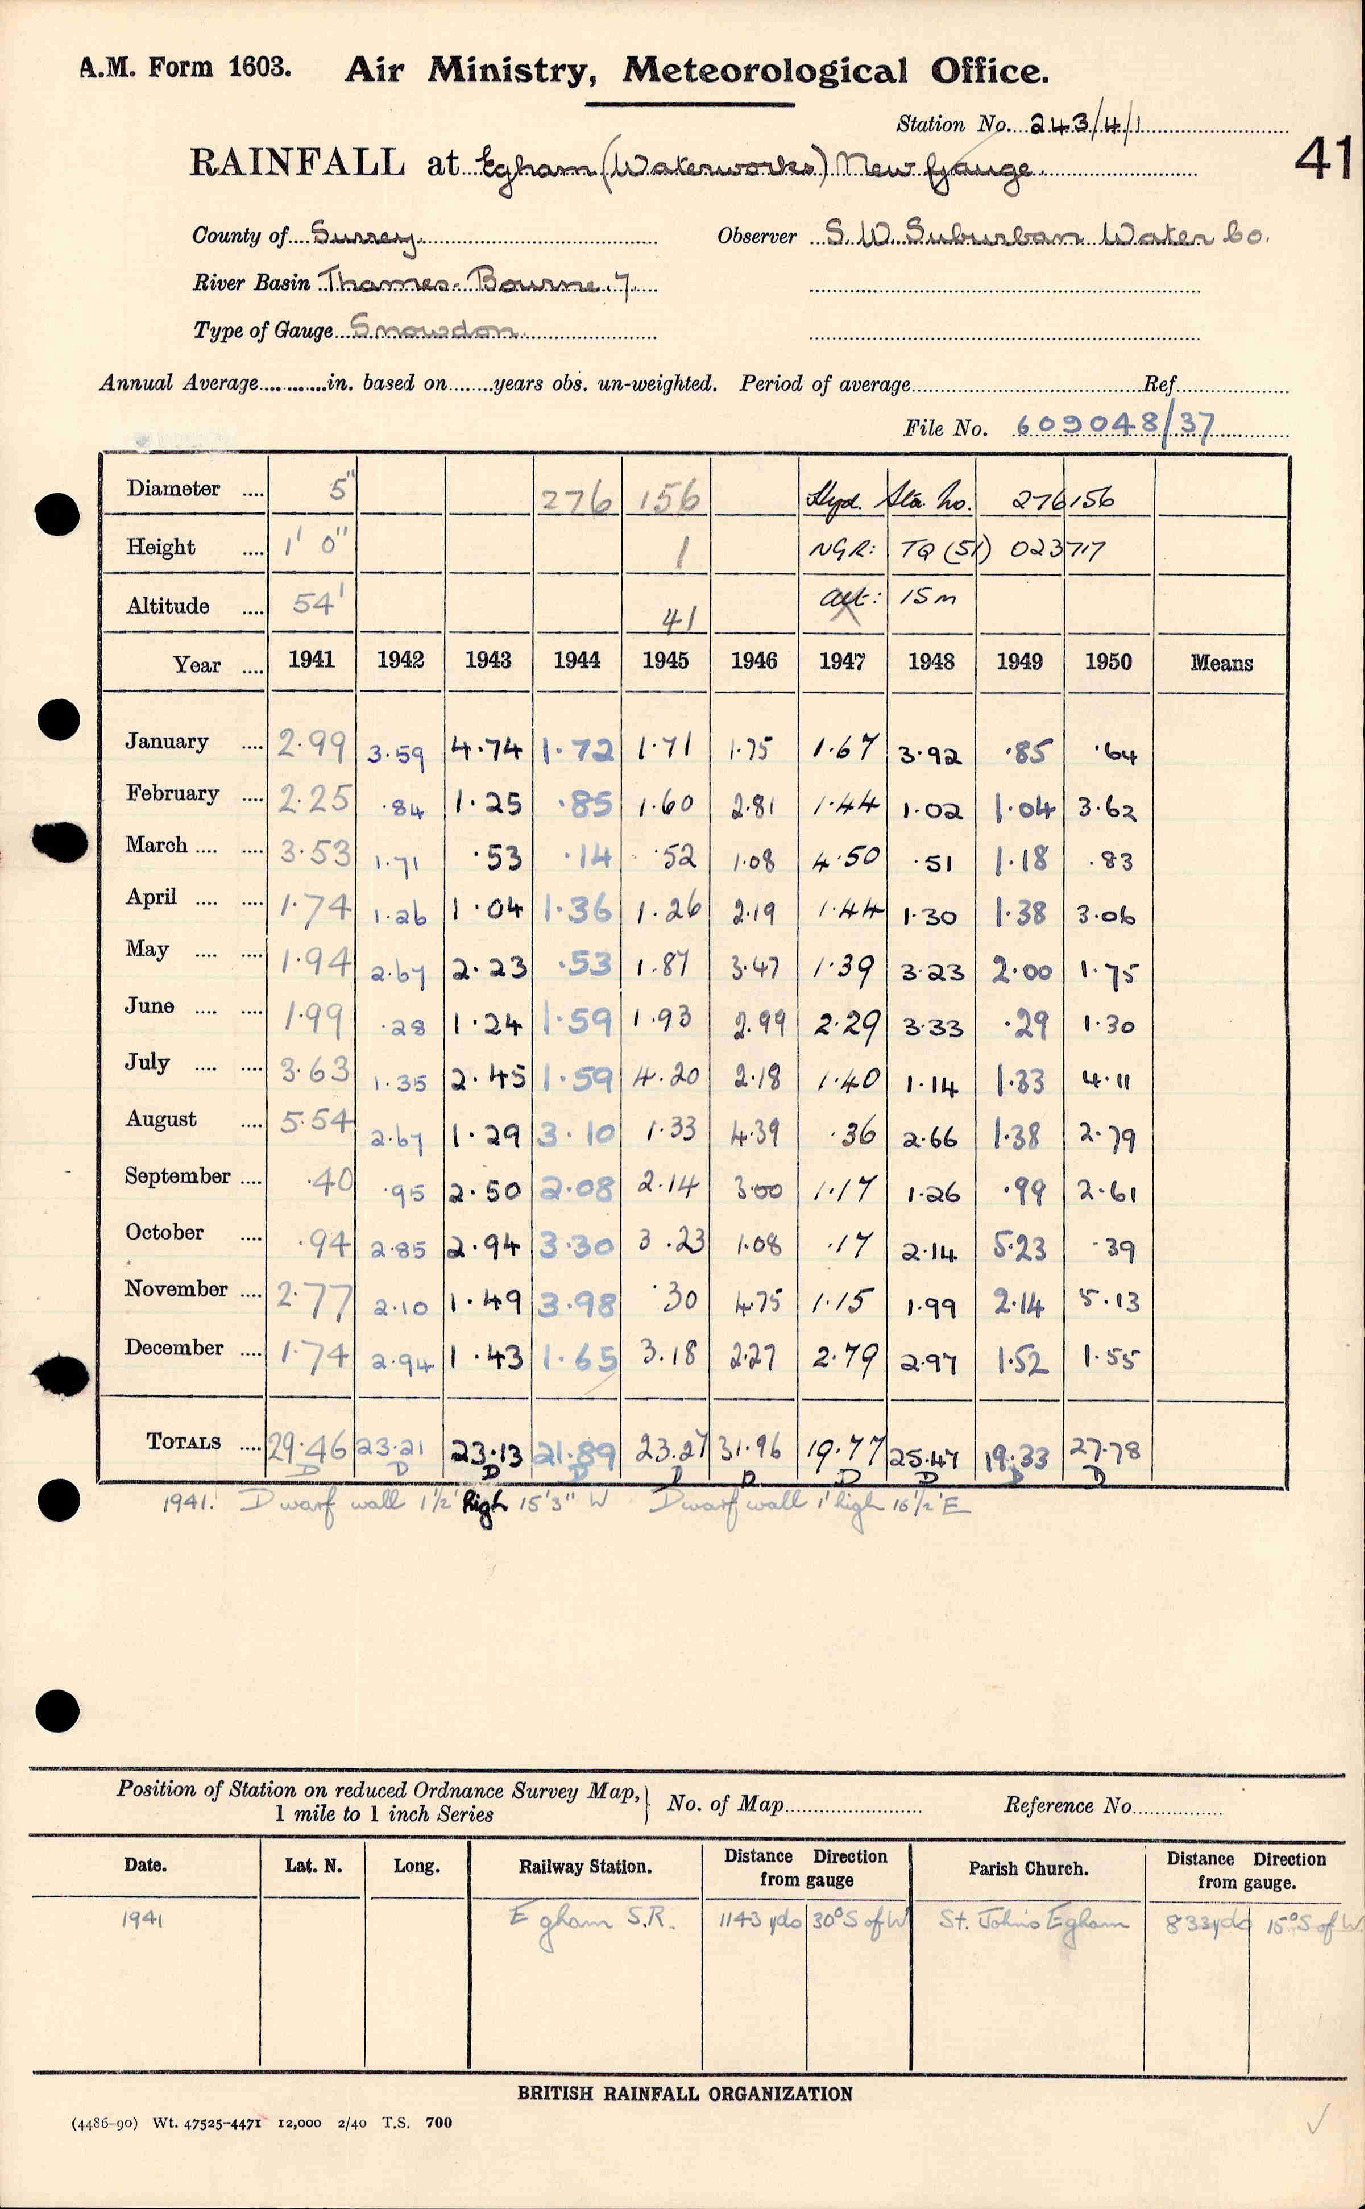 A.M. Form 1603. Air Ministry, Meteorological Office.
Station No. 243/4/1
41
RAINFALL at Egham (Waterworks) New Gauge
County of Surrey Observer S. W. Suburban Water Co.
River Basin Thames-Bourne. 7.
Type of Gauge Snowdon
Annual Average............in. based on........years obs. un-weighted. Period of average Ref
File No. 609048/37
Diameter .... 5" 276 156 Hyd. Sta. No. 276156
Height .... 1' 0" 1 NGR: TQ (51) 023717
Altitude .... 54' 41 Alt: 15m
Year .... 1941 1942 1943 1944 1945 1946 1947 1948 1949 1950 Means
January .... 2.99 3.59 4.74 1.72 1.71 1.75 1.67 3.92 .85 .64
February .... 2.25 .84 1.25 .85 1.60 2.81 1.44 1.02 1.04 3.62
March .... .... 3.53 1.71 .53 .14 .52 1.08 4.50 .51 1.18 .83
April .... .... 1.74 1.26 1.04 1.36 1.26 2.19 1.44 1.30 1.38 3.06
May .... .... 1.94 2.67 2.23 .53 1.87 3.47 1.39 3.23 2.00 1.75
June .... .... 1.99 .28 1.24 1.59 1.93 2.99 2.29 3.33 .29 1.30
July .... .... 3.63 1.35 2.45 1.59 4.20 2.18 1.40 1.14 1.33 4.11
August .... 5.54 2.67 1.29 3.10 1.33 4.39 .36 2.66 1.38 2.79
September .... .40 .95 2.50 2.08 2.14 3.00 1.17 1.26 .99 2.61
October .... .94 2.85 2.94 3.30 3.23 1.08 .17 2.14 5.23 .39
November .... 2.77 2.10 1.49 3.98 .30 4.75 1.15 1.99 2.14 5.13
December .... 1.74 2.94 1.43 1.65 3.18 2.27 2.79 2.97 1.52 1.55
TOTALS .... 29.46 23.21 23.13 21.89 23.27 31.96 19.77 25.47 19.33 27.78
D D D D D D D D D D
1941. Dwarf wall 1 1/2' high 15'3" W Dwarf wall 1' high 16 1/2' E
Position of Station on reduced Ordnance Survey Map, 1 mile to 1 inch Series } No. of Map Reference No.
Date. Lat. N. Long. Railway Station. Distance Direction from gauge Parish Church. Distance Direction from gauge.
1941 Egham S.R. 1143 yds 30° S of W St. Johns Egham 833 yds 15° S of W.
BRITISH RAINFALL ORGANIZATION
(4486-90) Wt. 47525-4471 12,000 2/40 T.S. 700